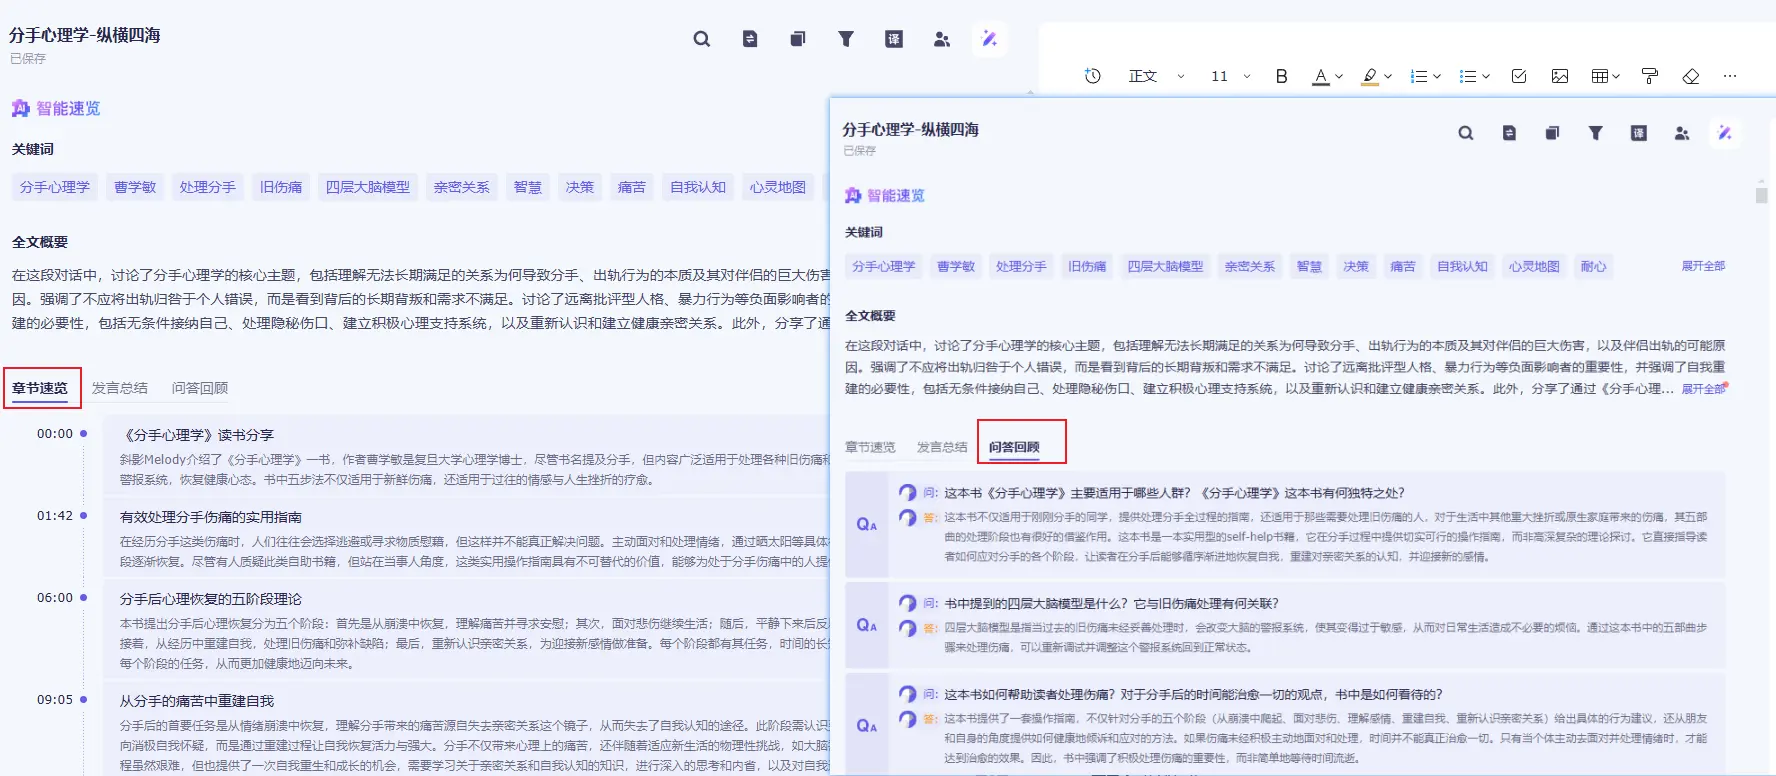 分手心理学-纵横四海
已保存
译
正文 11 B A
AI 智能速览
关键词
分手心理学 曹学敏 处理分手 旧伤痛 四层大脑模型 亲密关系 智慧 决策 痛苦 自我认知 心灵地图
全文概要
在这段对话中，讨论了分手心理学的核心主题，包括理解无法长期满足的关系为何导致分手、出轨行为的本质及其对伴侣的巨大伤害
因。强调了不应将出轨归咎于个人错误，而是看到背后的长期背叛和需求不满足。讨论了远离批评型人格、暴力行为等负面影响者的
建的必要性，包括无条件接纳自己、处理隐秘伤口、建立积极心理支持系统，以及重新认识和建立健康亲密关系。此外，分享了通
章节速览 发言总结 问答回顾
00:00 《分手心理学》读书分享
斜影Melody介绍了《分手心理学》一书，作者曹学敏是复旦大学心理学博士，尽管书名提及分手，但内容广泛适用于处理各种旧伤痛和
警报系统，恢复健康心态。书中五步法不仅适用于新鲜伤痛，还适用于过往的情感与人生挫折的疗愈。
01:42 有效处理分手伤痛的实用指南
在经历分手这类伤痛时，人们往往会选择逃避或寻求物质慰藉，但这样并不能真正解决问题。主动面对和处理情绪，通过晒太阳等具体
段逐渐恢复。尽管有人质疑此类自助书籍，但站在当事人角度，这类实用操作指南具有不可替代的价值，能够为处于分手伤痛中的人提
06:00 分手后心理恢复的五阶段理论
本书提出分手后心理恢复分为五个阶段：首先是从崩溃中恢复，理解痛苦并寻求安慰；其次，面对悲伤继续生活；随后，平静下来后反
接着，从经历中重建自我，处理旧伤痛和弥补缺陷；最后，重新认识亲密关系，为迎接新感情做准备。每个阶段都有其任务，时间的长
每个阶段的任务，从而更加健康地迈向未来。
09:05 从分手的痛苦中重建自我
分手后的首要任务是从情绪崩溃中恢复，理解分手带来的痛苦源自失去亲密关系这个镜子，从而失去了自我认知的途径。此阶段需认识
向消极自我怀疑，而是通过重建过程让自我恢复活力与强大。分手不仅带来心理上的痛苦，还伴随着适应新生活的物理性挑战，如大脑
程虽然艰难，但也提供了一次自我重生和成长的机会，需要学习关于亲密关系和自我认知的知识，进行深入的思考和内省，以及对自我
分手心理学-纵横四海
已保存
译
AI 智能速览
关键词
分手心理学 曹学敏 处理分手 旧伤痛 四层大脑模型 亲密关系 智慧 决策 痛苦 自我认知 心灵地图 耐心 展开全部
全文概要
在这段对话中，讨论了分手心理学的核心主题，包括理解无法长期满足的关系为何导致分手、出轨行为的本质及其对伴侣的巨大伤害，以及伴侣出轨的可能原
因。强调了不应将出轨归咎于个人错误，而是看到背后的长期背叛和需求不满足。讨论了远离批评型人格、暴力行为等负面影响者的重要性，并强调了自我重
建的必要性，包括无条件接纳自己、处理隐秘伤口、建立积极心理支持系统，以及重新认识和建立健康亲密关系。此外，分享了通过《分手心理... 展开全部
章节速览 发言总结 问答回顾
QA
问: 这本书《分手心理学》主要适用于哪些人群？《分手心理学》这本书有何独特之处？
答: 这本书不仅适用于刚刚分手的同学，提供处理分手全过程的指南，还适用于那些需要处理旧伤痛的人，对于生活中其他重大挫折或原生家庭带来的伤痛，其五部
曲的处理阶段也有很好的借鉴作用。这本书是一本实用型的self-help书籍，它在分手过程中提供切实可行的操作指南，而非高深复杂的理论探讨。它直接指导读
者如何应对分手的各个阶段，让读者在分手后能够循序渐进地恢复自我，重建对亲密关系的认知，并迎接新的感情。
QA
问: 书中提到的四层大脑模型是什么？它与旧伤痛处理有何关联？
答: 四层大脑模型是指当过去的旧伤痛未经妥善处理时，会改变大脑的警报系统，使其变得过于敏感，从而对日常生活造成不必要的烦恼。通过这本书中的五部曲步
骤来处理伤痛，可以重新调试并调整这个警报系统回到正常状态。
QA
问: 这本书如何帮助读者处理伤痛？对于分手后的时间能治愈一切的观点，书中是如何看待的？
答: 这本书提供了一套操作指南，不仅针对分手的五个阶段（从崩溃中爬起、面对悲伤、理解感情、重建自我、重新认识亲密关系）给出具体的行为建议，还从朋友
和自身的角度提供如何健康地倾诉和应对的方法。如果伤痛未经积极主动地面对和处理，时间并不能真正治愈一切。只有当个体主动去面对并处理情绪时，才能
达到治愈的效果。因此，书中强调了积极处理伤痛的重要性，而非简单地等待时间流逝。